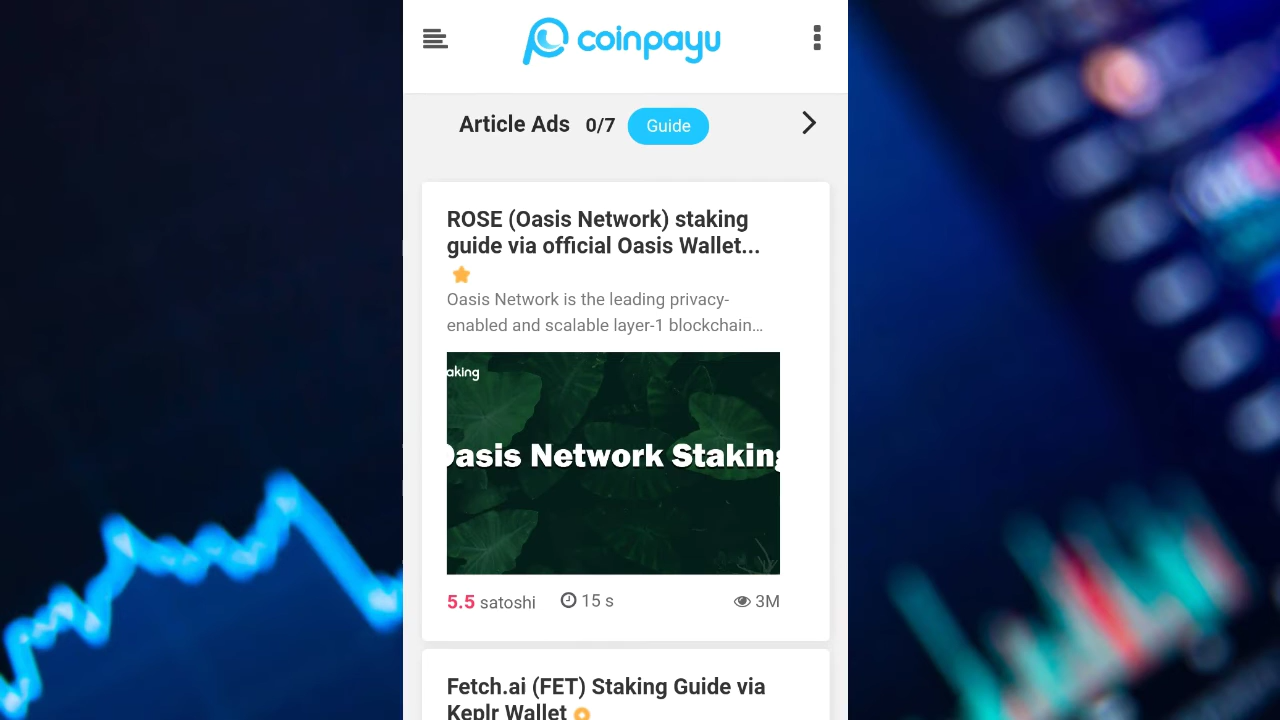 coinpayu
Article Ads 0/7 Guide
ROSE (Oasis Network) staking
guide via official Oasis Wallet...
Oasis Network is the leading privacy-
enabled and scalable layer-1 blockchain...
aking
Oasis Network Staking
5.5 satoshi 15 s 3M
Fetch.ai (FET) Staking Guide via
Keplr Wallet